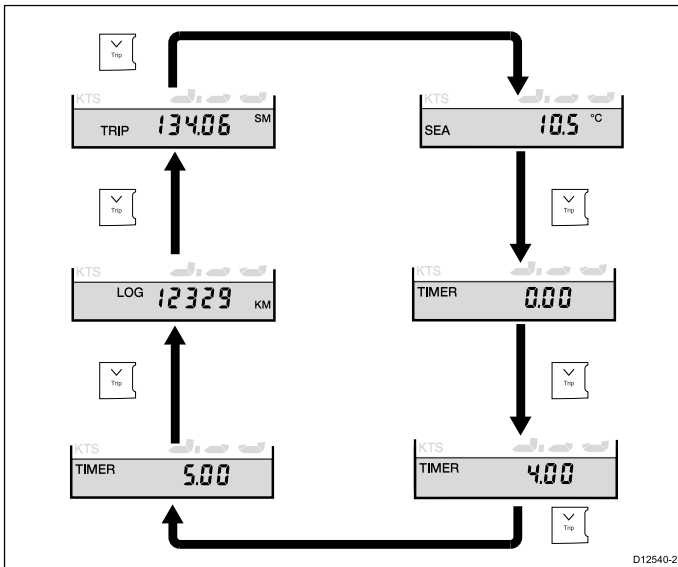 Trip
KTS
TRIP 134.06 SM
KTS
SEA 10.5 °C
Trip
Trip
KTS
LOG 12329 KM
KTS
TIMER 0.00
Trip
Trip
KTS
TIMER 5.00
KTS
TIMER 4.00
Trip
D12540-2